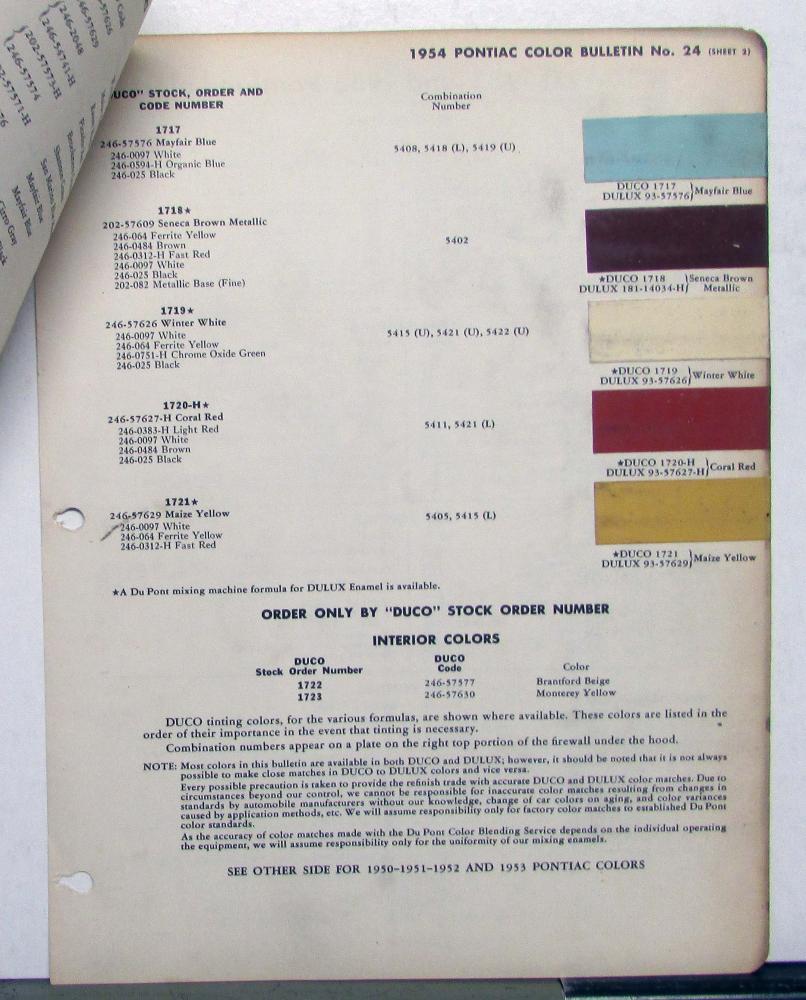 1954 PONTIAC COLOR BULLETIN No. 24 (SHEET 2)
DUCO" STOCK, ORDER AND
CODE NUMBER
Combination
Number
1717
246-57576 Mayfair Blue
246-0097 White
246-0594-H Organic Blue
246-025 Black
5408, 5418 (L), 5419 (U)
DUCO 1717
DULUX 93-57576
Mayfair Blue
1718★
202-57609 Seneca Brown Metallic
246-064 Ferrite Yellow
246-0484 Brown
246-0312-H Fast Red
246-0097 White
246-025 Black
202-082 Metallic Base (Fine)
5402
★DUCO 1718
DULUX 181-14034-H
Seneca Brown
Metallic
1719★
246-57626 Winter White
246-0097 White
246-064 Ferrite Yellow
246-0751-H Chrome Oxide Green
246-025 Black
5415 (U), 5421 (U), 5422 (U)
★DUCO 1719
DULUX 93-57626
Winter White
1720-H★
246-57627-H Coral Red
246-0383-H Light Red
246-0097 White
246-0484 Brown
246-025 Black
5411, 5421 (L)
★DUCO 1720-H
DULUX 93-57627-H
Coral Red
1721★
246-57629 Maize Yellow
246-0097 White
246-064 Ferrite Yellow
246-0312-H Fast Red
5405, 5415 (L)
★DUCO 1721
DULUX 93-57629
Maize Yellow
★A Du Pont mixing machine formula for DULUX Enamel is available.
ORDER ONLY BY "DUCO" STOCK ORDER NUMBER
INTERIOR COLORS
DUCO
Stock Order Number
DUCO
Code
Color
1722 246-57577 Brantford Beige
1723 246-57630 Monterey Yellow
DUCO tinting colors, for the various formulas, are shown where available. These colors are listed in the
order of their importance in the event that tinting is necessary.
Combination numbers appear on a plate on the right top portion of the firewall under the hood.
NOTE: Most colors in this bulletin are available in both DUCO and DULUX; however, it should be noted that it is not always
possible to make close matches in DUCO to DULUX colors and vice versa.
Every possible precaution is taken to provide the refinish trade with accurate DUCO and DULUX color matches. Due to
circumstances beyond our control, we cannot be responsible for inaccurate color matches resulting from changes in
standards by automobile manufacturers without our knowledge, change of car colors on aging, and color variances
caused by application methods, etc. We will assume responsibility only for factory color matches to established Du Pont
color standards.
As the accuracy of color matches made with the Du Pont Color Blending Service depends on the individual operating
the equipment, we will assume responsibility only for the uniformity of our mixing enamels.
SEE OTHER SIDE FOR 1950-1951-1952 AND 1953 PONTIAC COLORS
246-2048
246-56741-H
202-57573-H
246-57574
Mayfair Blue
Mayfair Blue